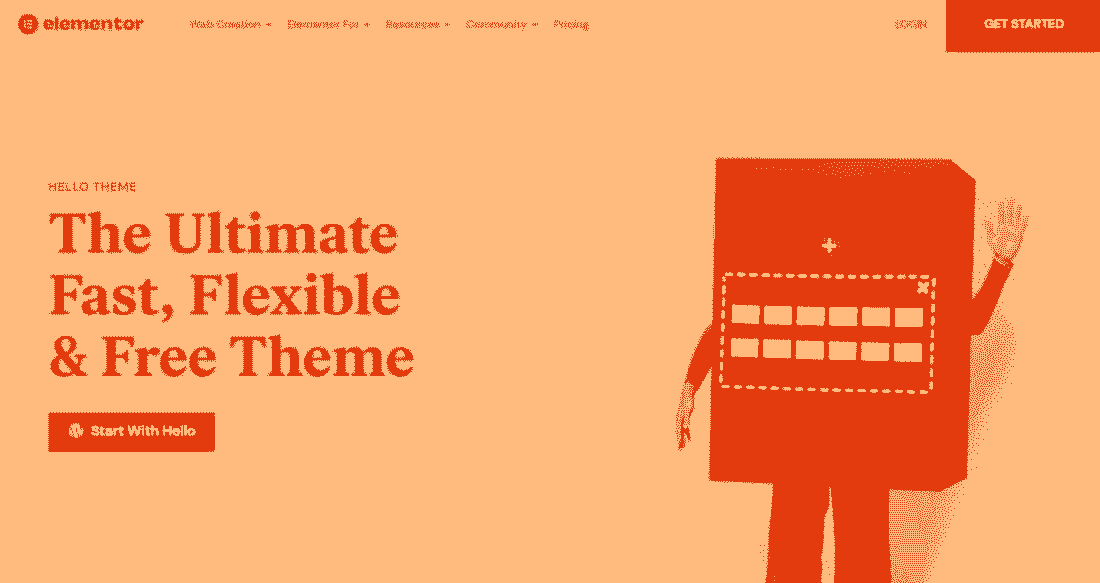 elementor
Web Creation
Elementor For
Resources
Community
Pricing
LOGIN
GET STARTED
HELLO THEME
The Ultimate
Fast, Flexible
& Free Theme
Start With Hello